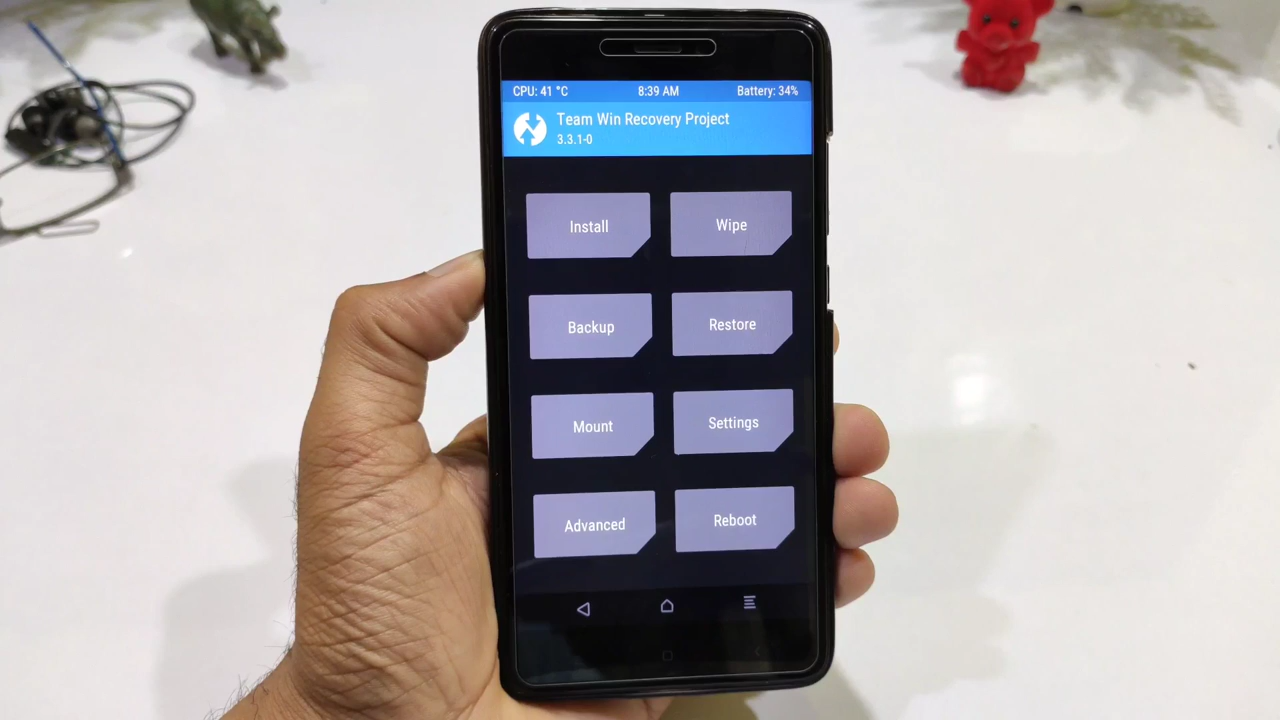 CPU: 41 °C 8:39 AM Battery: 34%
Team Win Recovery Project
3.3.1-0
Install Wipe
Backup Restore
Mount Settings
Advanced Reboot